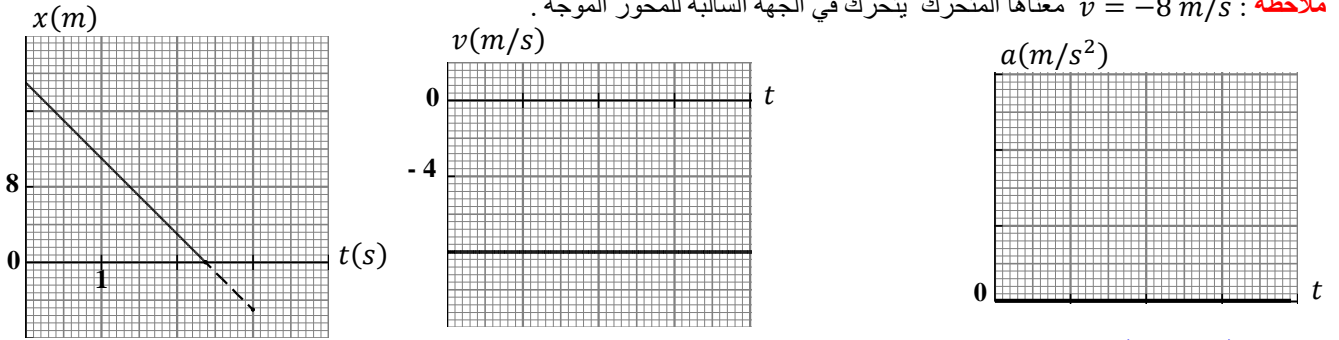 ملاحظة : v = −8 m/s معناها المتحرك يتحرك في الجهة السالبة للمحور الموجه .
x(m)
8
0
1
t(s)
v(m/s)
0
- 4
t
a(m/s²)
0
t